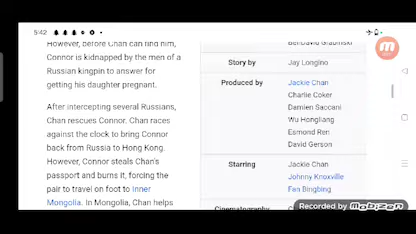 5:42
However, before Chan can find him,
Connor is kidnapped by the men of a
Russian kingpin to answer for
getting his daughter pregnant.
After intercepting several Russians,
Chan rescues Connor. Chan races
against the clock to bring Connor
back from Russia to Hong Kong.
However, Connor steals Chan's
passport and burns it, forcing the
pair to travel on foot to Inner
Mongolia. In Mongolia, Chan helps
Story by Jay Longino
Produced by Jackie Chan
Charlie Coker
Damien Saccani
Wu Hongliang
Esmond Ren
David Gerson
Starring Jackie Chan
Johnny Knoxville
Fan Bingbing
Cinematography
Recorded by Mobizen